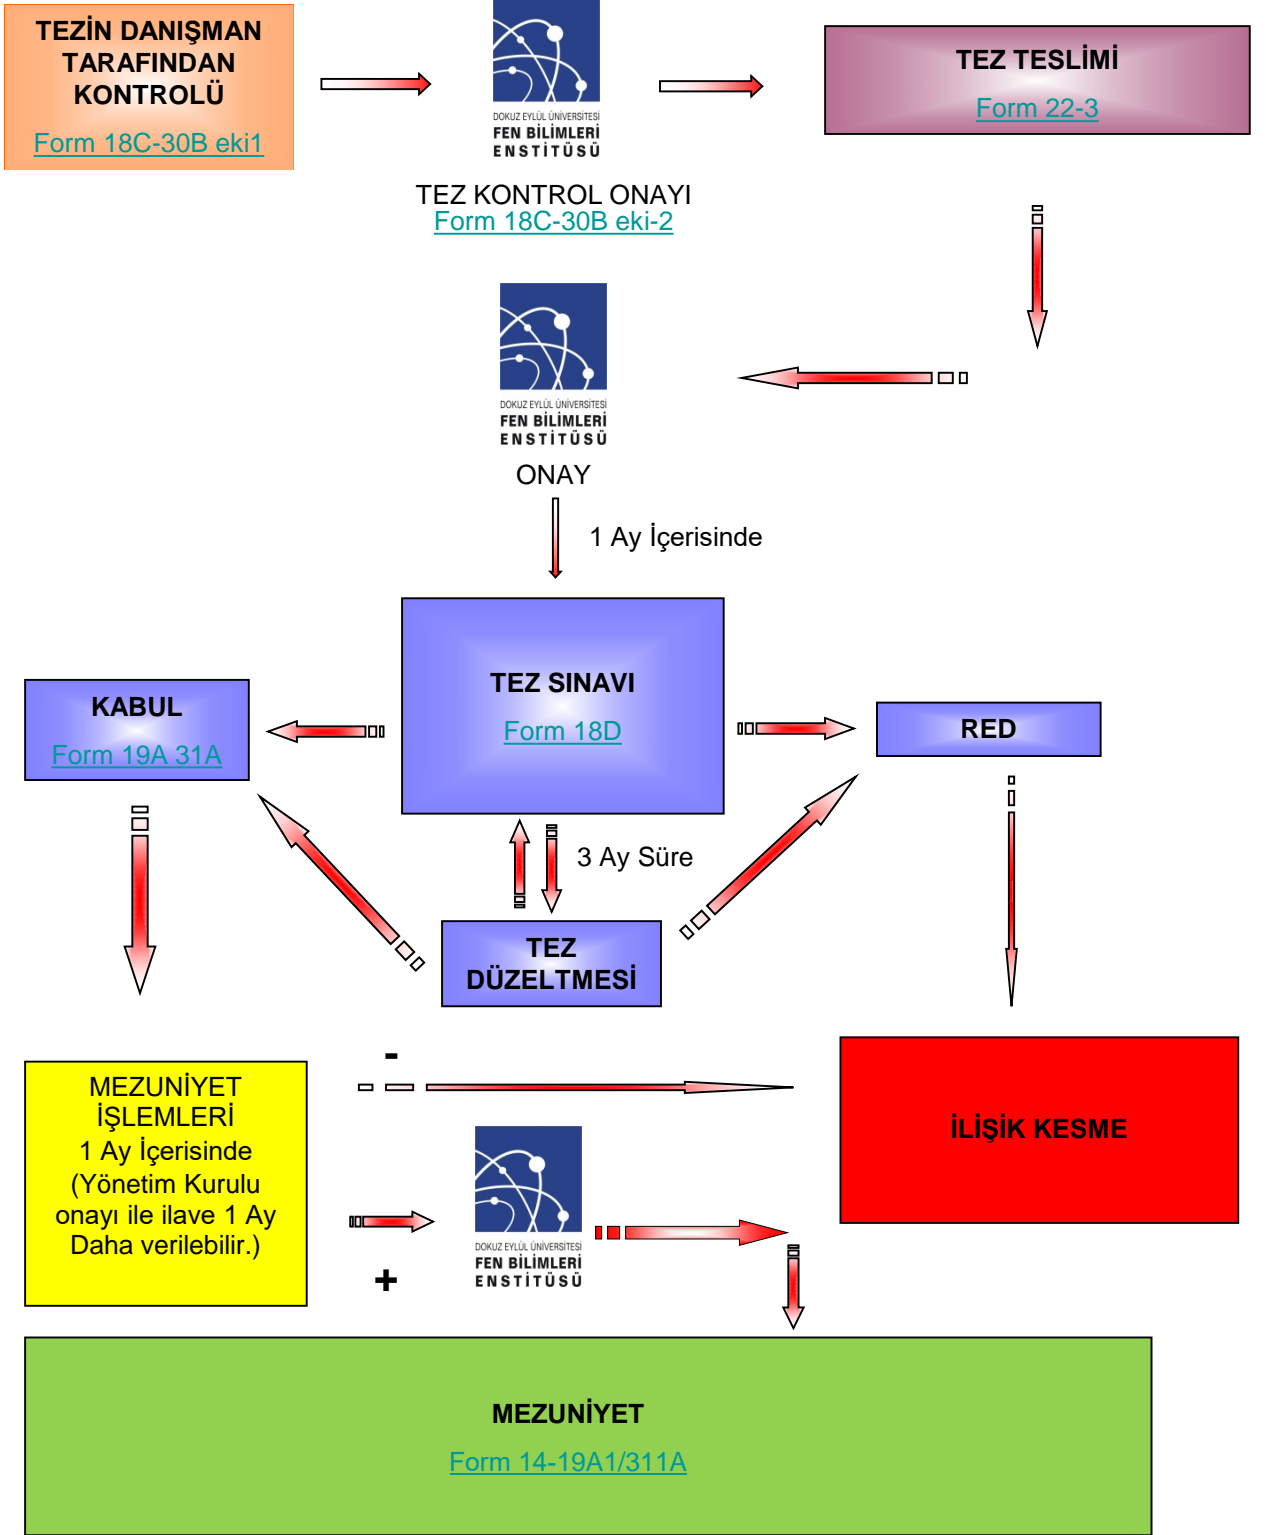 TEZİN DANIŞMAN
TARAFINDAN
KONTROLÜ
Form 18C-30B eki1
DOKUZ EYLÜL ÜNİVERSİTESİ
FEN BİLİMLERİ
ENSTİTÜSÜ
TEZ KONTROL ONAYI
Form 18C-30B eki-2
TEZ TESLİMİ
Form 22-3
DOKUZ EYLÜL ÜNİVERSİTESİ
FEN BİLİMLERİ
ENSTİTÜSÜ
ONAY
1 Ay İçerisinde
TEZ SINAVI
Form 18D
KABUL
Form 19A 31A
RED
3 Ay Süre
TEZ
DÜZELTMESİ
MEZUNİYET
İŞLEMLERİ
1 Ay İçerisinde
(Yönetim Kurulu
onayı ile ilave 1 Ay
Daha verilebilir.)
-
+
DOKUZ EYLÜL ÜNİVERSİTESİ
FEN BİLİMLERİ
ENSTİTÜSÜ
İLİŞİK KESME
MEZUNİYET
Form 14-19A1/311A